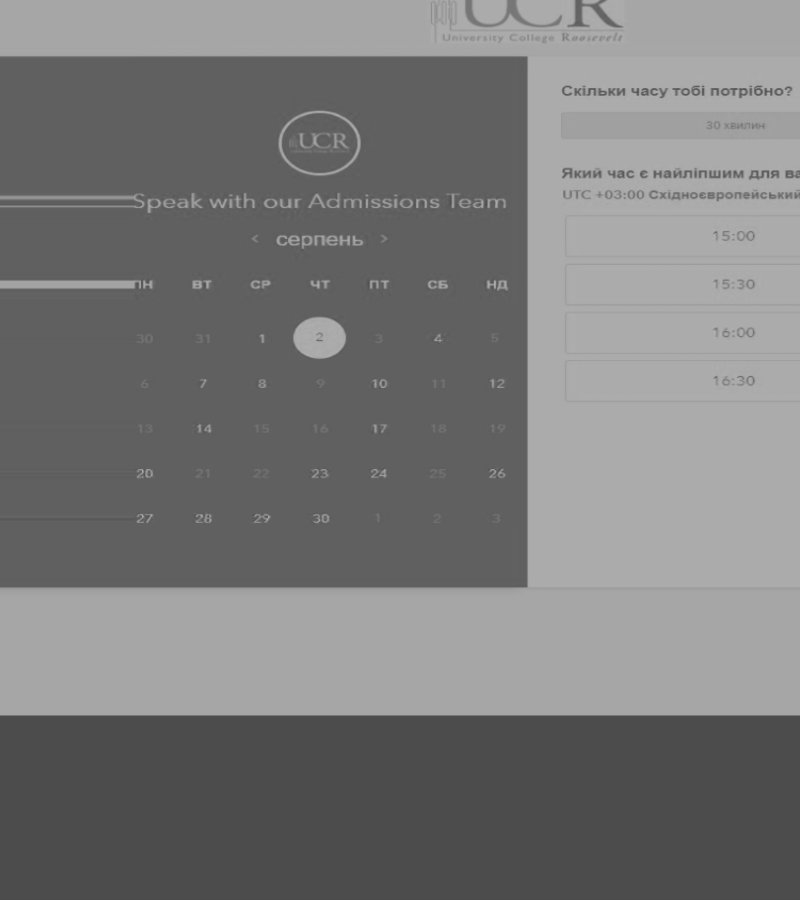 UCR
University College Roosevelt
UCR
Speak with our Admissions Team
< серпень >
ПН ВТ СР ЧТ ПТ СБ НД
30 31 1 2 3 4 5
6 7 8 9 10 11 12
13 14 15 16 17 18 19
20 21 22 23 24 25 26
27 28 29 30 1 2 3
Скільки часу тобі потрібно?
30 хвилин
Який час є найліпшим для
UTC +03:00 Східноєвропейський
15:00
15:30
16:00
16:30